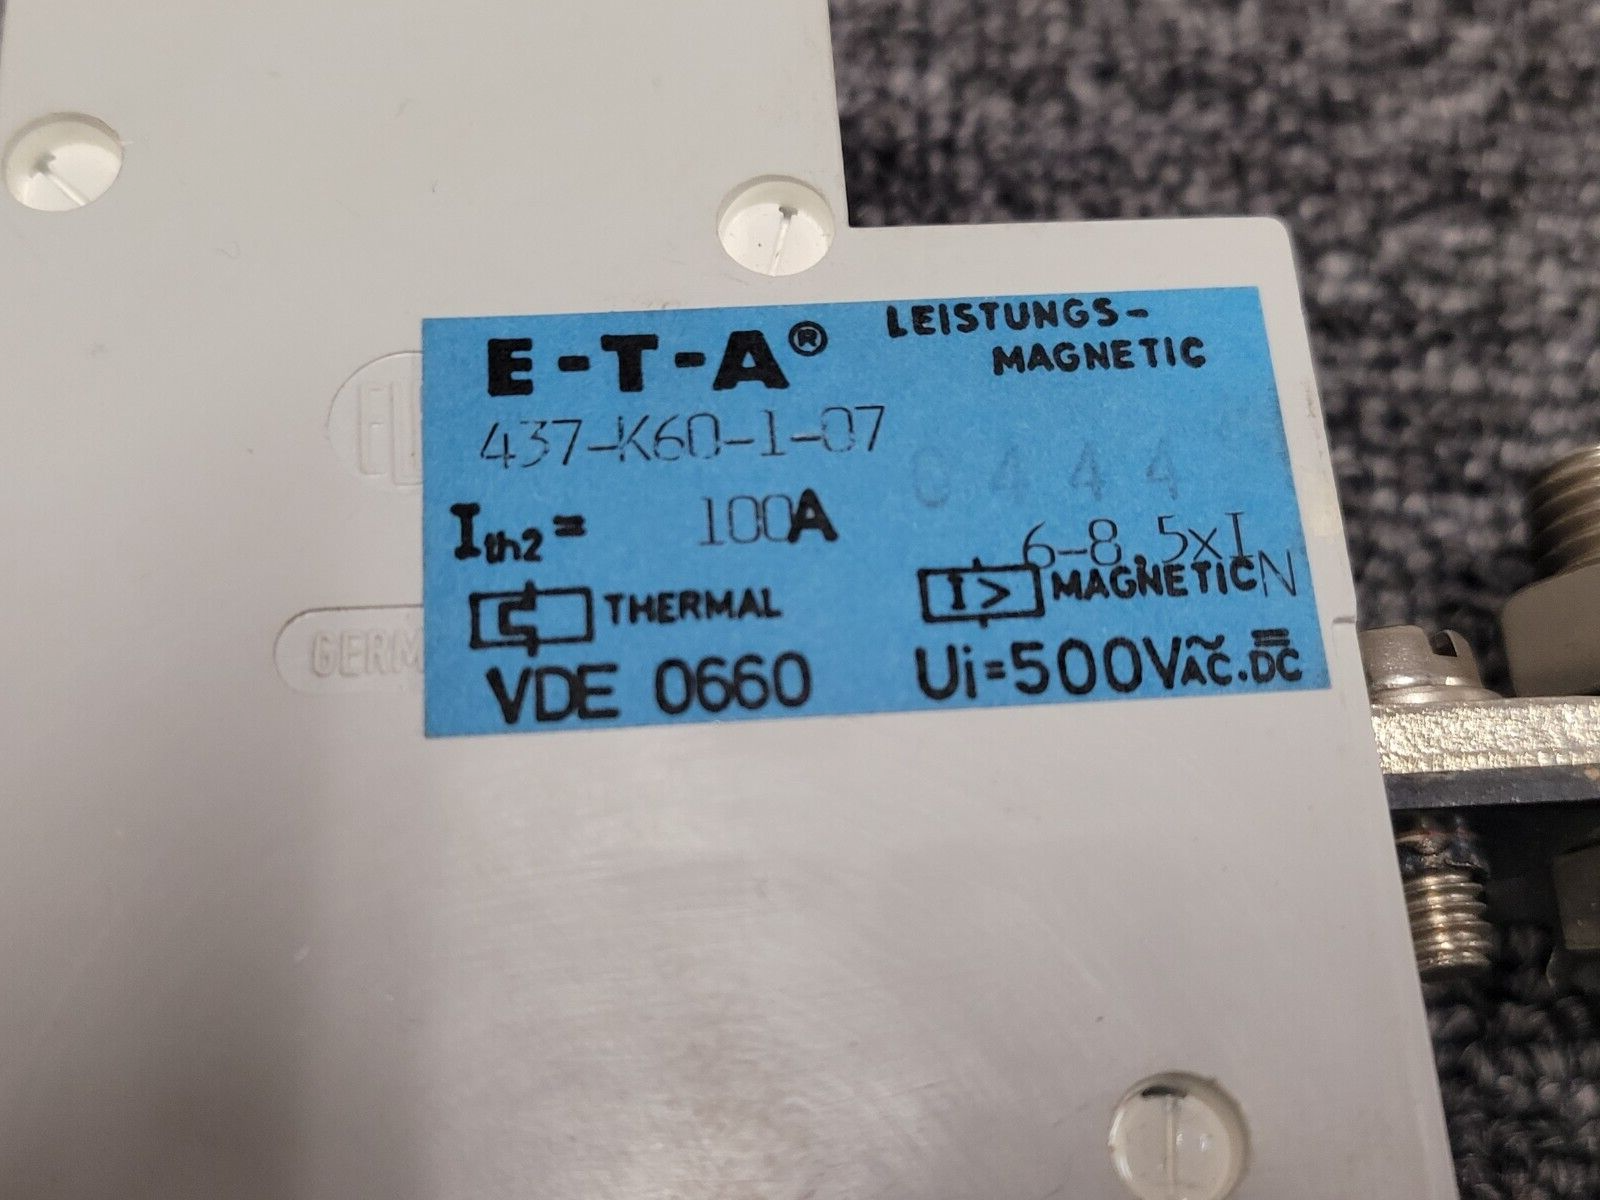 E-T-A® LEISTUNGS-
MAGNETIC
437-K60-1-07
0444
Ith2= 100A 6-8.5xIN
THERMAL I> MAGNETIC
VDE 0660 Ui=500V~AC.DC